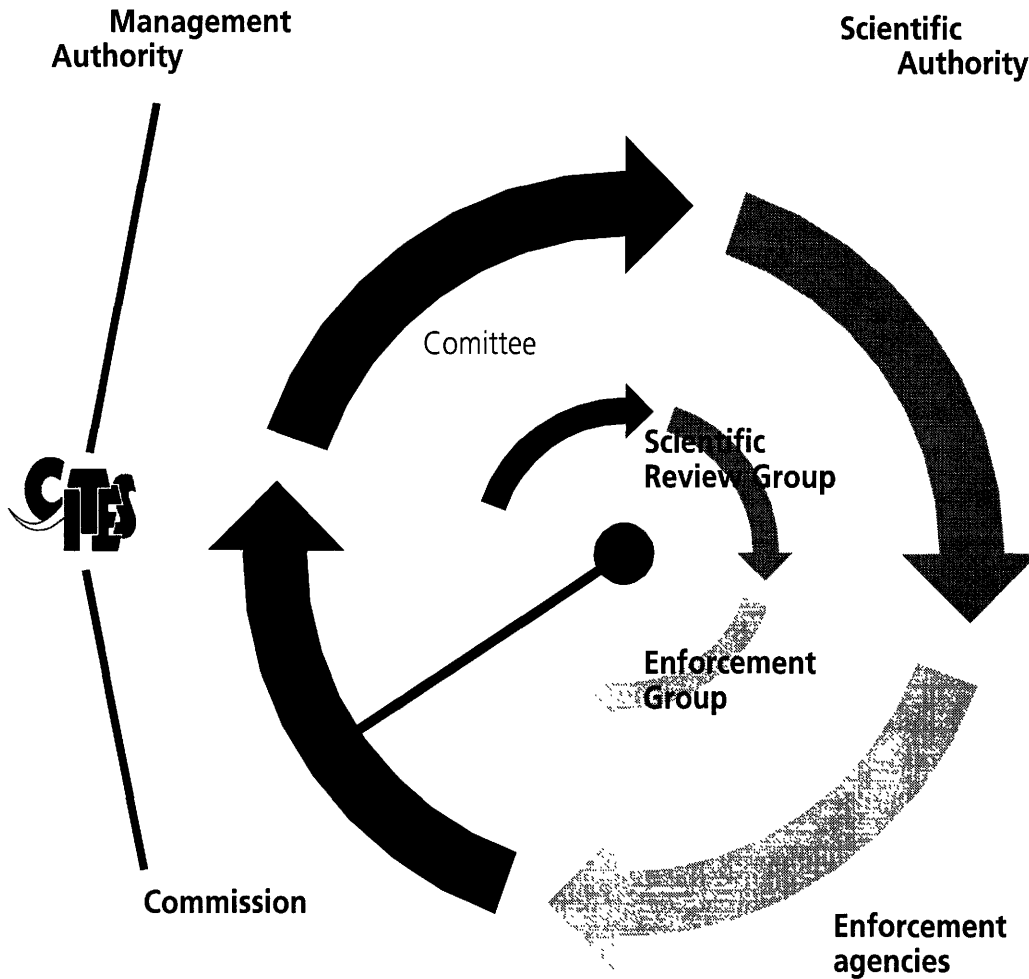 Management
Authority
Scientific
Authority
Comittee
Scientific
Review Group
CITES
Enforcement
Group
Commission
Enforcement
agencies